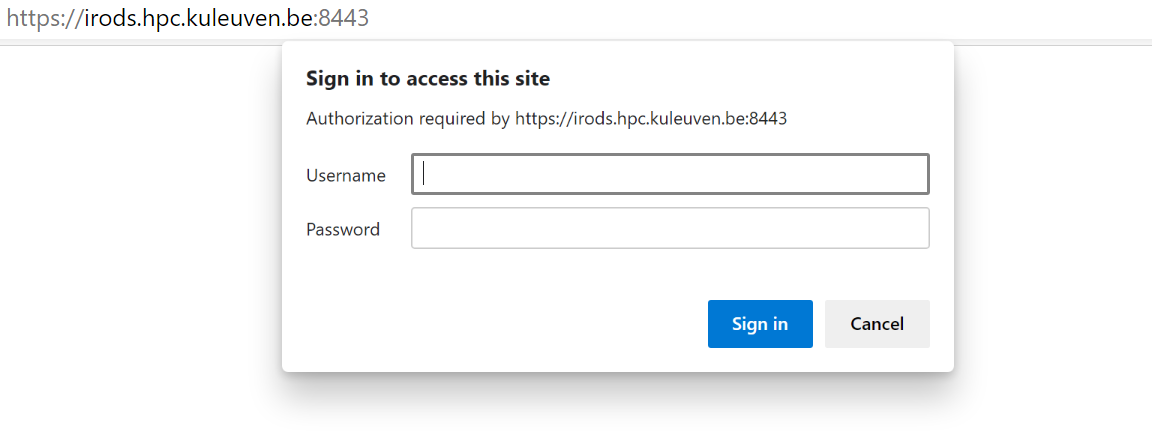 https://irods.hpc.kuleuven.be:8443
Sign in to access this site
Authorization required by https://irods.hpc.kuleuven.be:8443
Username
Password
Sign in Cancel